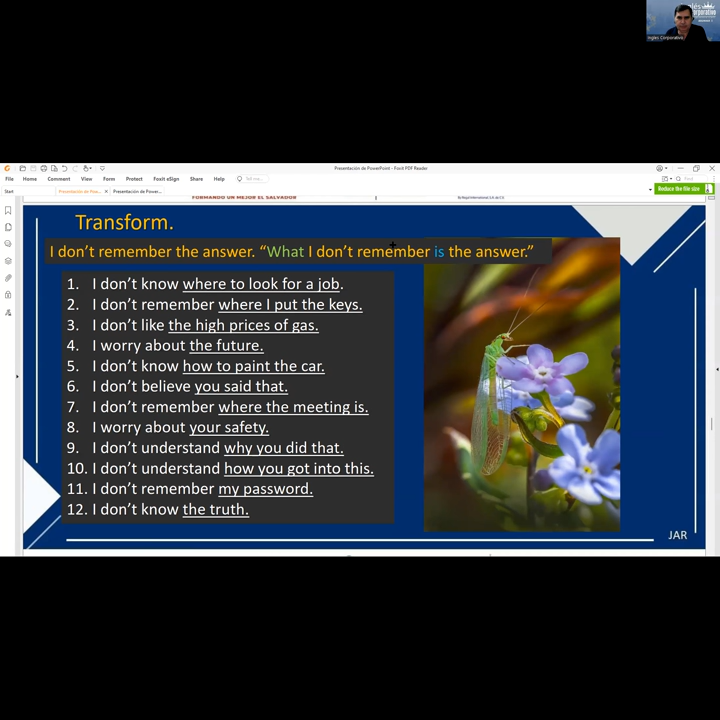 Ingles Corporativo
Presentación de PowerPoint - Foxit PDF Reader
File Home Comment View Form Protect Foxit eSign Share Help Tell me...
Start Presentación de Pow... × Presentación de Power...
Reduce the file size
FORMANDO UN MEJOR EL SALVADOR
Transform.
I don't remember the answer. “What I don't remember is the answer.”
1. I don't know where to look for a job.
2. I don't remember where I put the keys.
3. I don't like the high prices of gas.
4. I worry about the future.
5. I don't know how to paint the car.
6. I don't believe you said that.
7. I don't remember where the meeting is.
8. I worry about your safety.
9. I don't understand why you did that.
10. I don't understand how you got into this.
11. I don't remember my password.
12. I don't know the truth.
JAR